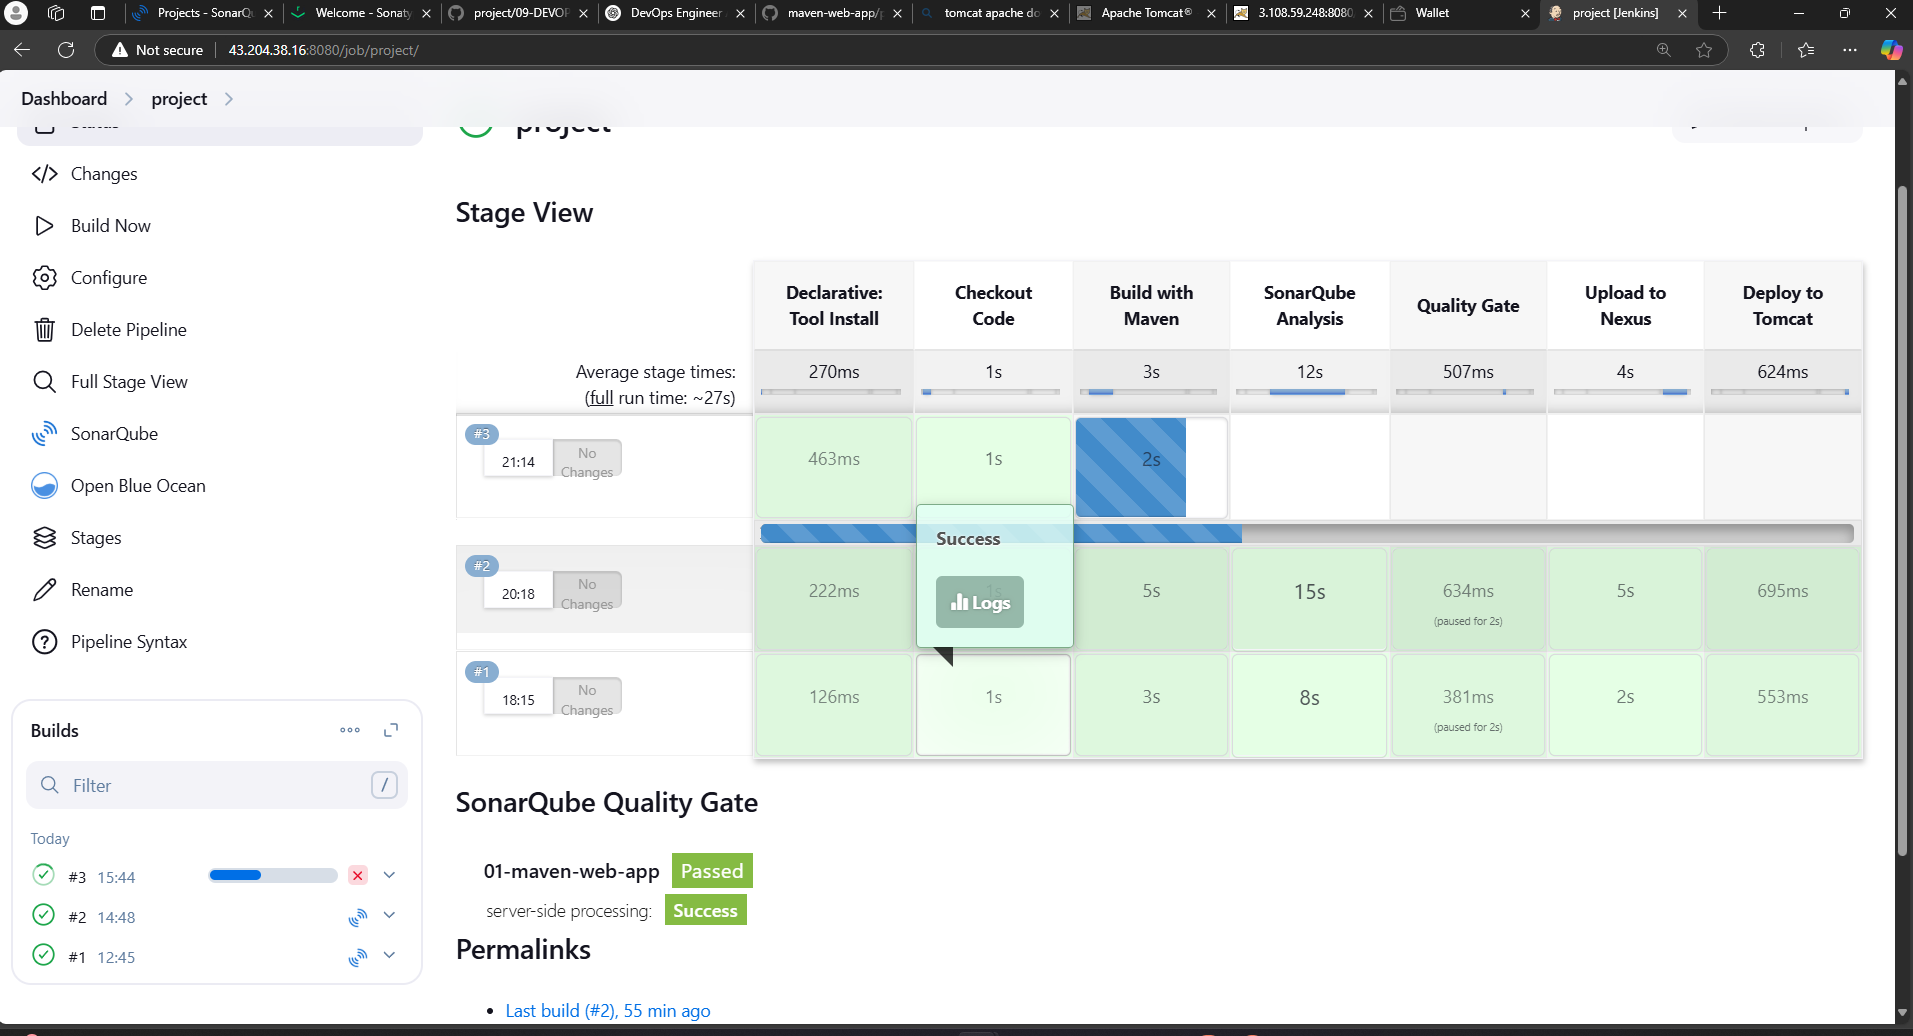 Projects - SonarQu
Welcome - Sonaty
project/09-DEVOP
DevOps Engineer
maven-web-app/p
tomcat apache do
Apache Tomcat®
3.108.59.248:8080
Wallet
project [Jenkins]
Not secure
43.204.38.16:8080/job/project/
Dashboard
project
Status
project
Changes
Build Now
Configure
Delete Pipeline
Full Stage View
SonarQube
Open Blue Ocean
Stages
Rename
Pipeline Syntax
Builds
Filter
/
Today
#3 15:44
#2 14:48
#1 12:45
Stage View
Declarative: Tool Install
Checkout Code
Build with Maven
SonarQube Analysis
Quality Gate
Upload to Nexus
Deploy to Tomcat
Average stage times:
(full run time: ~27s)
270ms
1s
3s
12s
507ms
4s
624ms
#3
21:14
No Changes
463ms
1s
2s
Success
Logs
#2
20:18
No Changes
222ms
1s
5s
15s
634ms
(paused for 2s)
5s
695ms
#1
18:15
No Changes
126ms
1s
3s
8s
381ms
(paused for 2s)
2s
553ms
SonarQube Quality Gate
01-maven-web-app Passed
server-side processing: Success
Permalinks
Last build (#2), 55 min ago